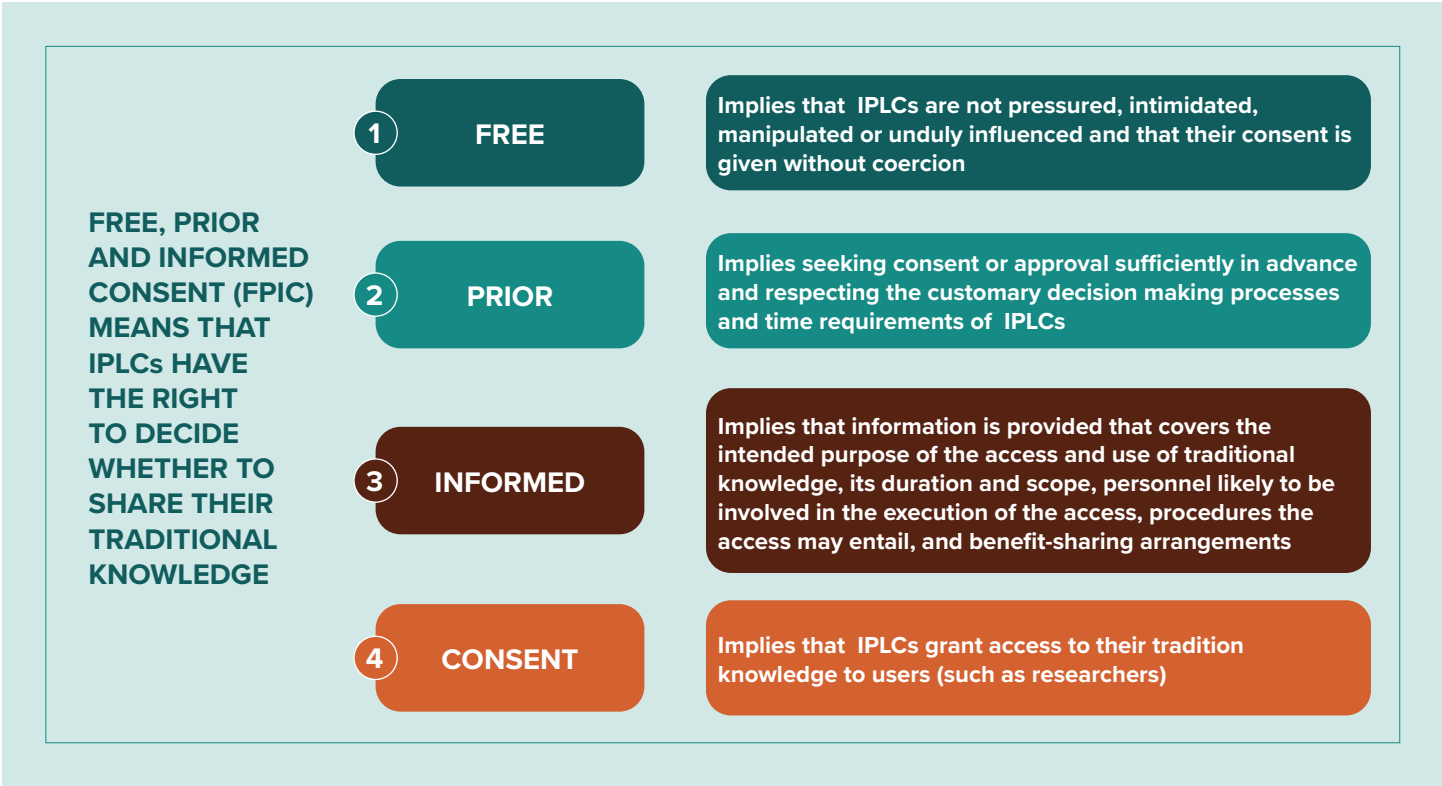 FREE, PRIOR
AND INFORMED
CONSENT (FPIC)
MEANS THAT
IPLCs HAVE
THE RIGHT
TO DECIDE
WHETHER TO
SHARE THEIR
TRADITIONAL
KNOWLEDGE
1
FREE
Implies that IPLCs are not pressured, intimidated,
manipulated or unduly influenced and that their consent is
given without coercion
2
PRIOR
Implies seeking consent or approval sufficiently in advance
and respecting the customary decision making processes
and time requirements of IPLCs
3
INFORMED
Implies that information is provided that covers the
intended purpose of the access and use of traditional
knowledge, its duration and scope, personnel likely to be
involved in the execution of the access, procedures the
access may entail, and benefit-sharing arrangements
4
CONSENT
Implies that IPLCs grant access to their tradition
knowledge to users (such as researchers)